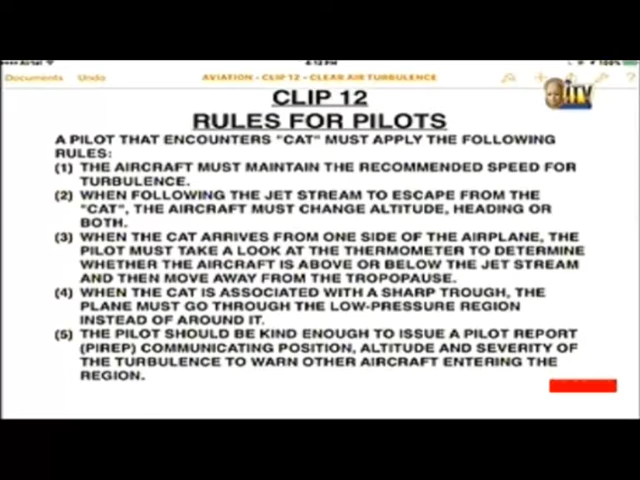 Airtel 4:12 PM 100%
Documents Undo AVIATION - CLIP 12 - CLEAR AIR TURBULENCE ?
iTV
CLIP 12
RULES FOR PILOTS
A PILOT THAT ENCOUNTERS "CAT" MUST APPLY THE FOLLOWING
RULES:
(1) THE AIRCRAFT MUST MAINTAIN THE RECOMMENDED SPEED FOR
TURBULENCE.
(2) WHEN FOLLOWING THE JET STREAM TO ESCAPE FROM THE
"CAT", THE AIRCRAFT MUST CHANGE ALTITUDE, HEADING OR
BOTH.
(3) WHEN THE CAT ARRIVES FROM ONE SIDE OF THE AIRPLANE, THE
PILOT MUST TAKE A LOOK AT THE THERMOMETER TO DETERMINE
WHETHER THE AIRCRAFT IS ABOVE OR BELOW THE JET STREAM
AND THEN MOVE AWAY FROM THE TROPOPAUSE.
(4) WHEN THE CAT IS ASSOCIATED WITH A SHARP TROUGH, THE
PLANE MUST GO THROUGH THE LOW-PRESSURE REGION
INSTEAD OF AROUND IT.
(5) THE PILOT SHOULD BE KIND ENOUGH TO ISSUE A PILOT REPORT
(PIREP) COMMUNICATING POSITION, ALTITUDE AND SEVERITY OF
THE TURBULENCE TO WARN OTHER AIRCRAFT ENTERING THE
REGION.